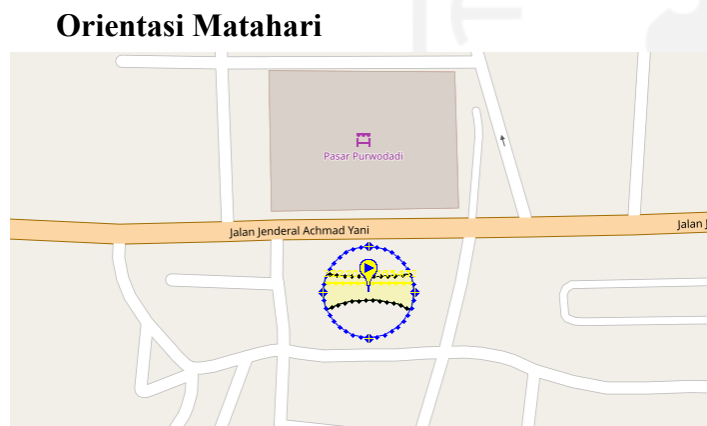 Orientasi Matahari
Pasar Purwodadi
Jalan Jenderal Achmad Yani
Jalan J